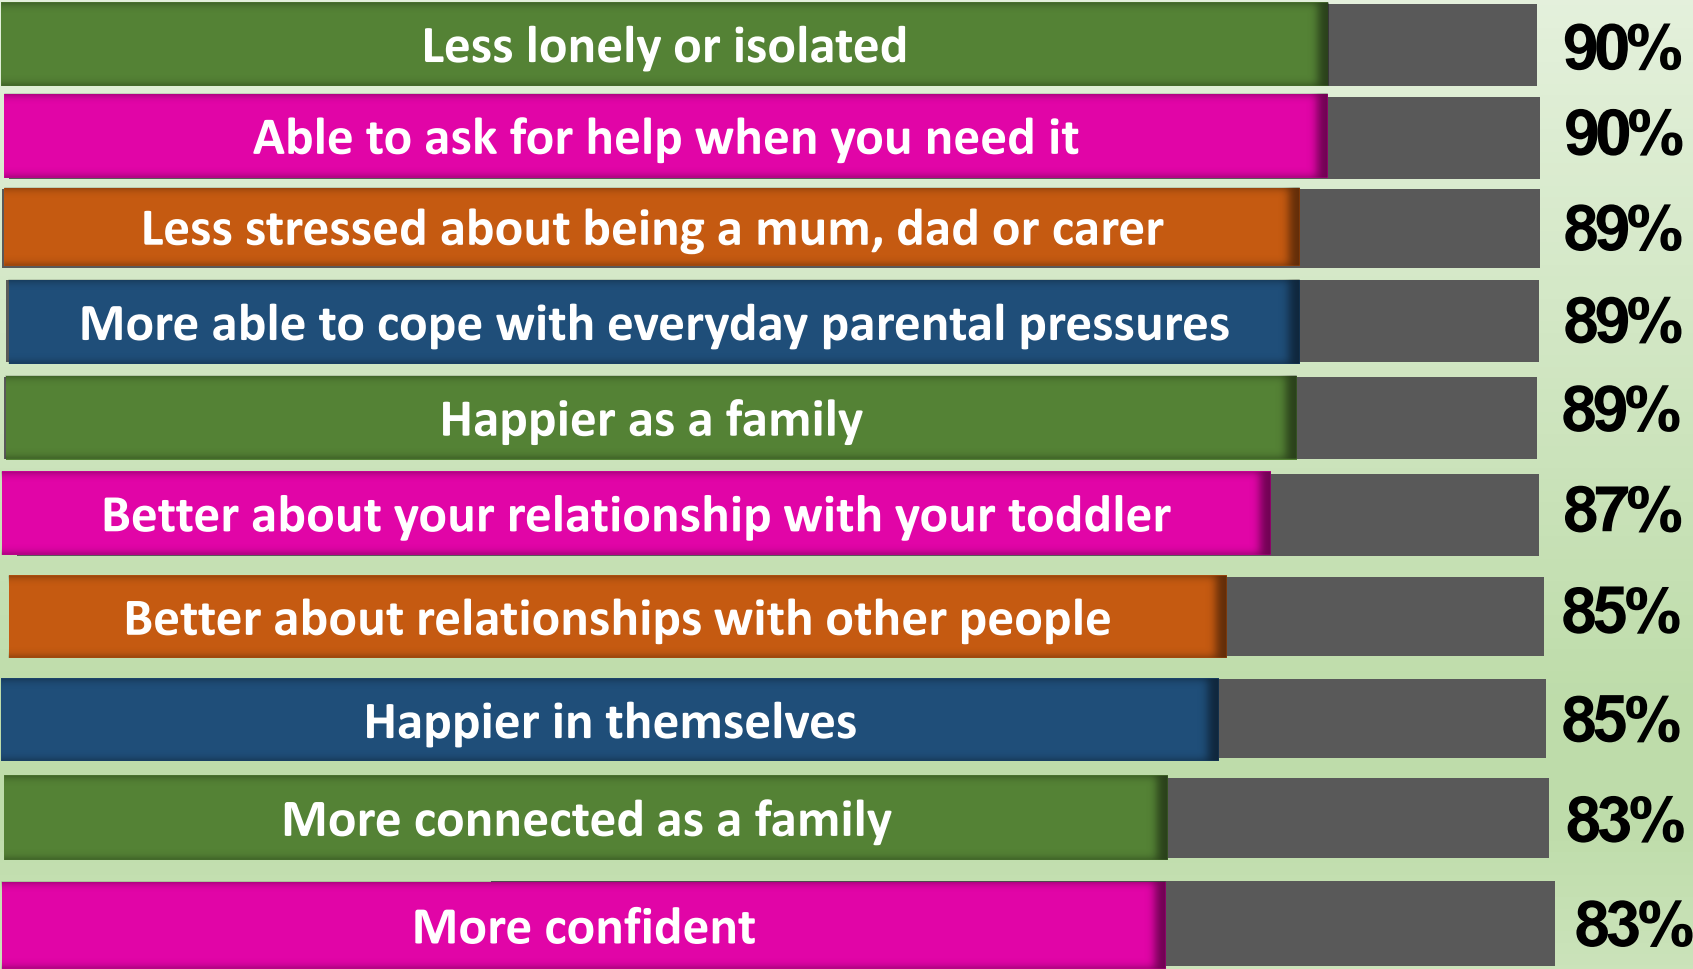 Less lonely or isolated 90%
Able to ask for help when you need it 90%
Less stressed about being a mum, dad or carer 89%
More able to cope with everyday parental pressures 89%
Happier as a family 89%
Better about your relationship with your toddler 87%
Better about relationships with other people 85%
Happier in themselves 85%
More connected as a family 83%
More confident 83%